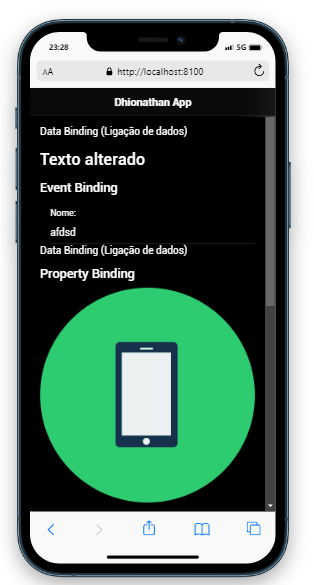 23:28
5G
AA
http://localhost:8100
Dhionathan App
Data Binding (Ligação de dados)
Texto alterado
Event Binding
Nome:
afdsd
Data Binding (Ligação de dados)
Property Binding